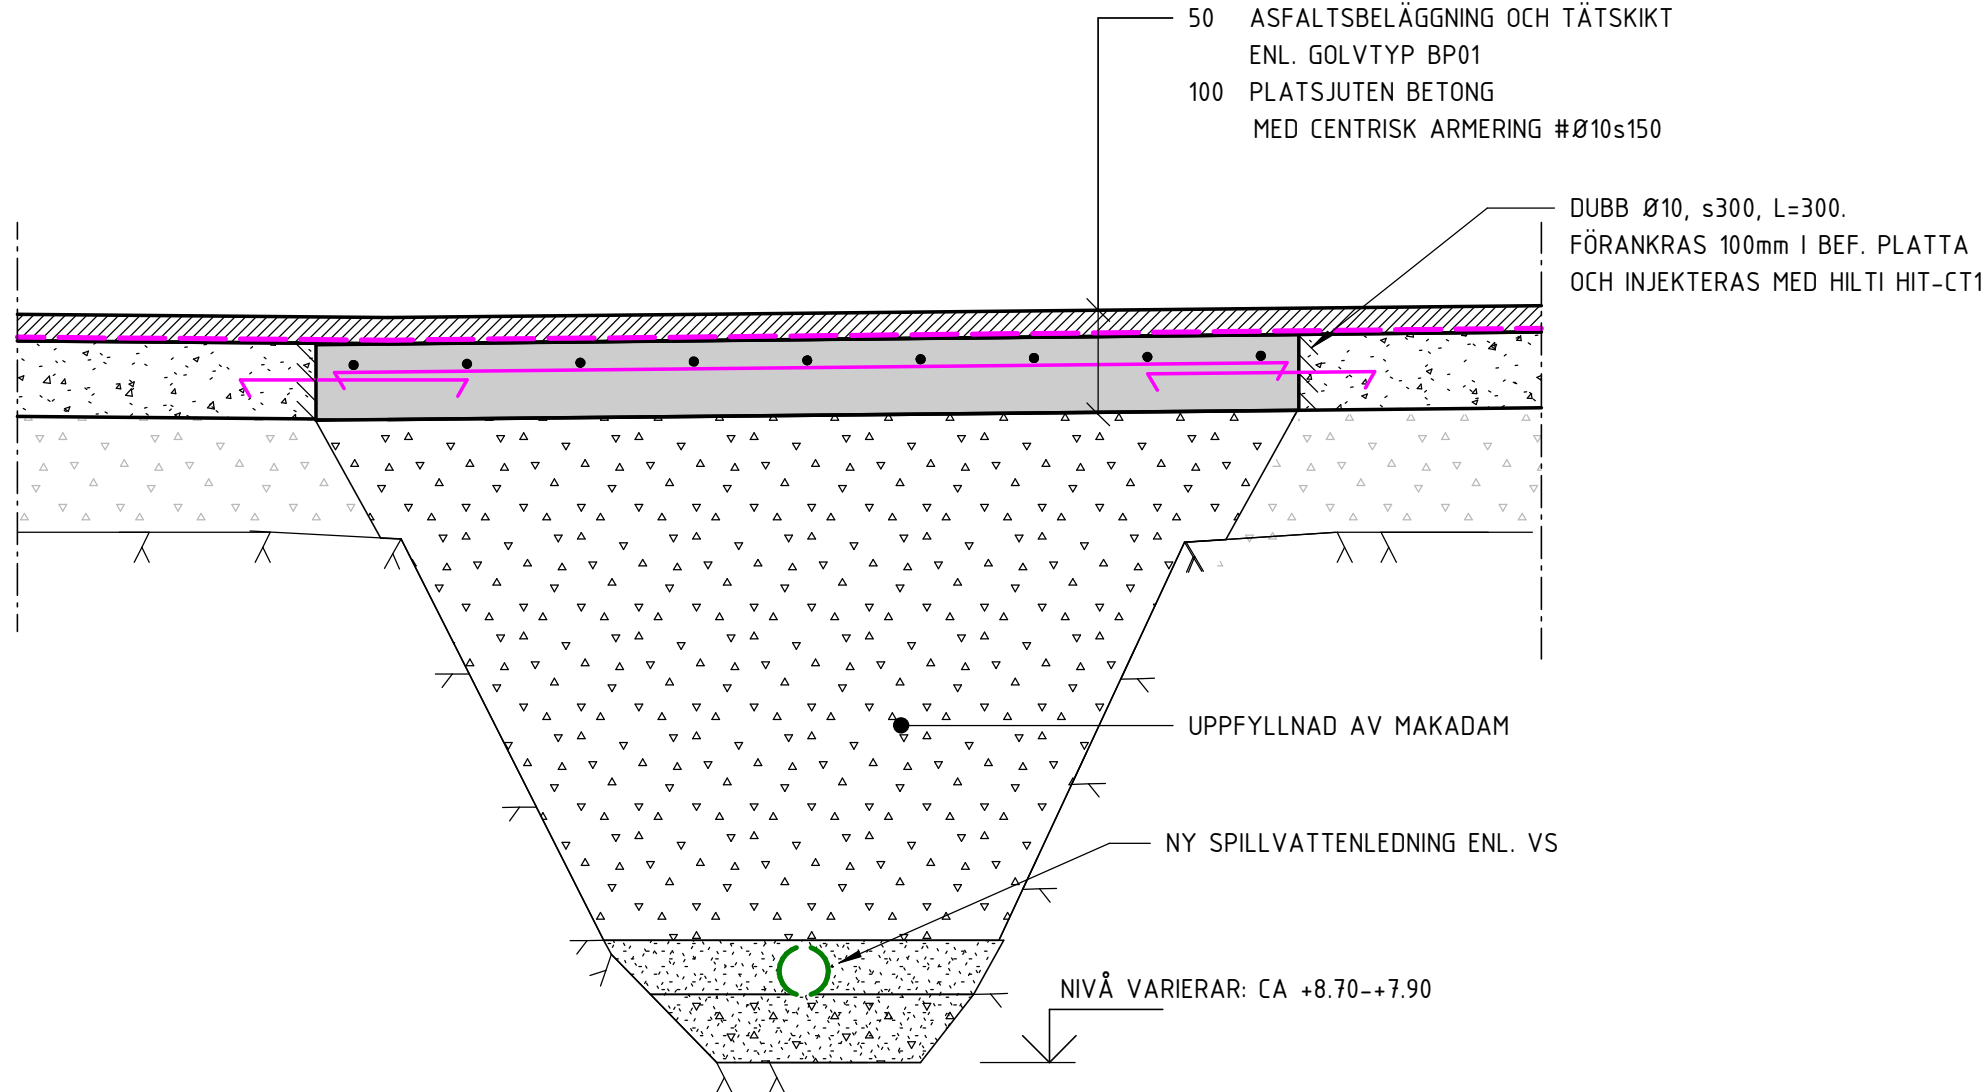 50 ASFALTSBELÄGGNING OCH TÄTSKIKT
ENL. GOLVTYP BP01
100 PLATSJUTEN BETONG
MED CENTRISK ARMERING #Ø10s150
DUBB Ø10, s300, L=300.
FÖRANKRAS 100mm I BEF. PLATTA
OCH INJEKTERAS MED HILTI HIT-CT1
UPPFYLLNAD AV MAKADAM
NY SPILLVATTENLEDNING ENL. VS
NIVÅ VARIERAR: CA +8.70-+7.90